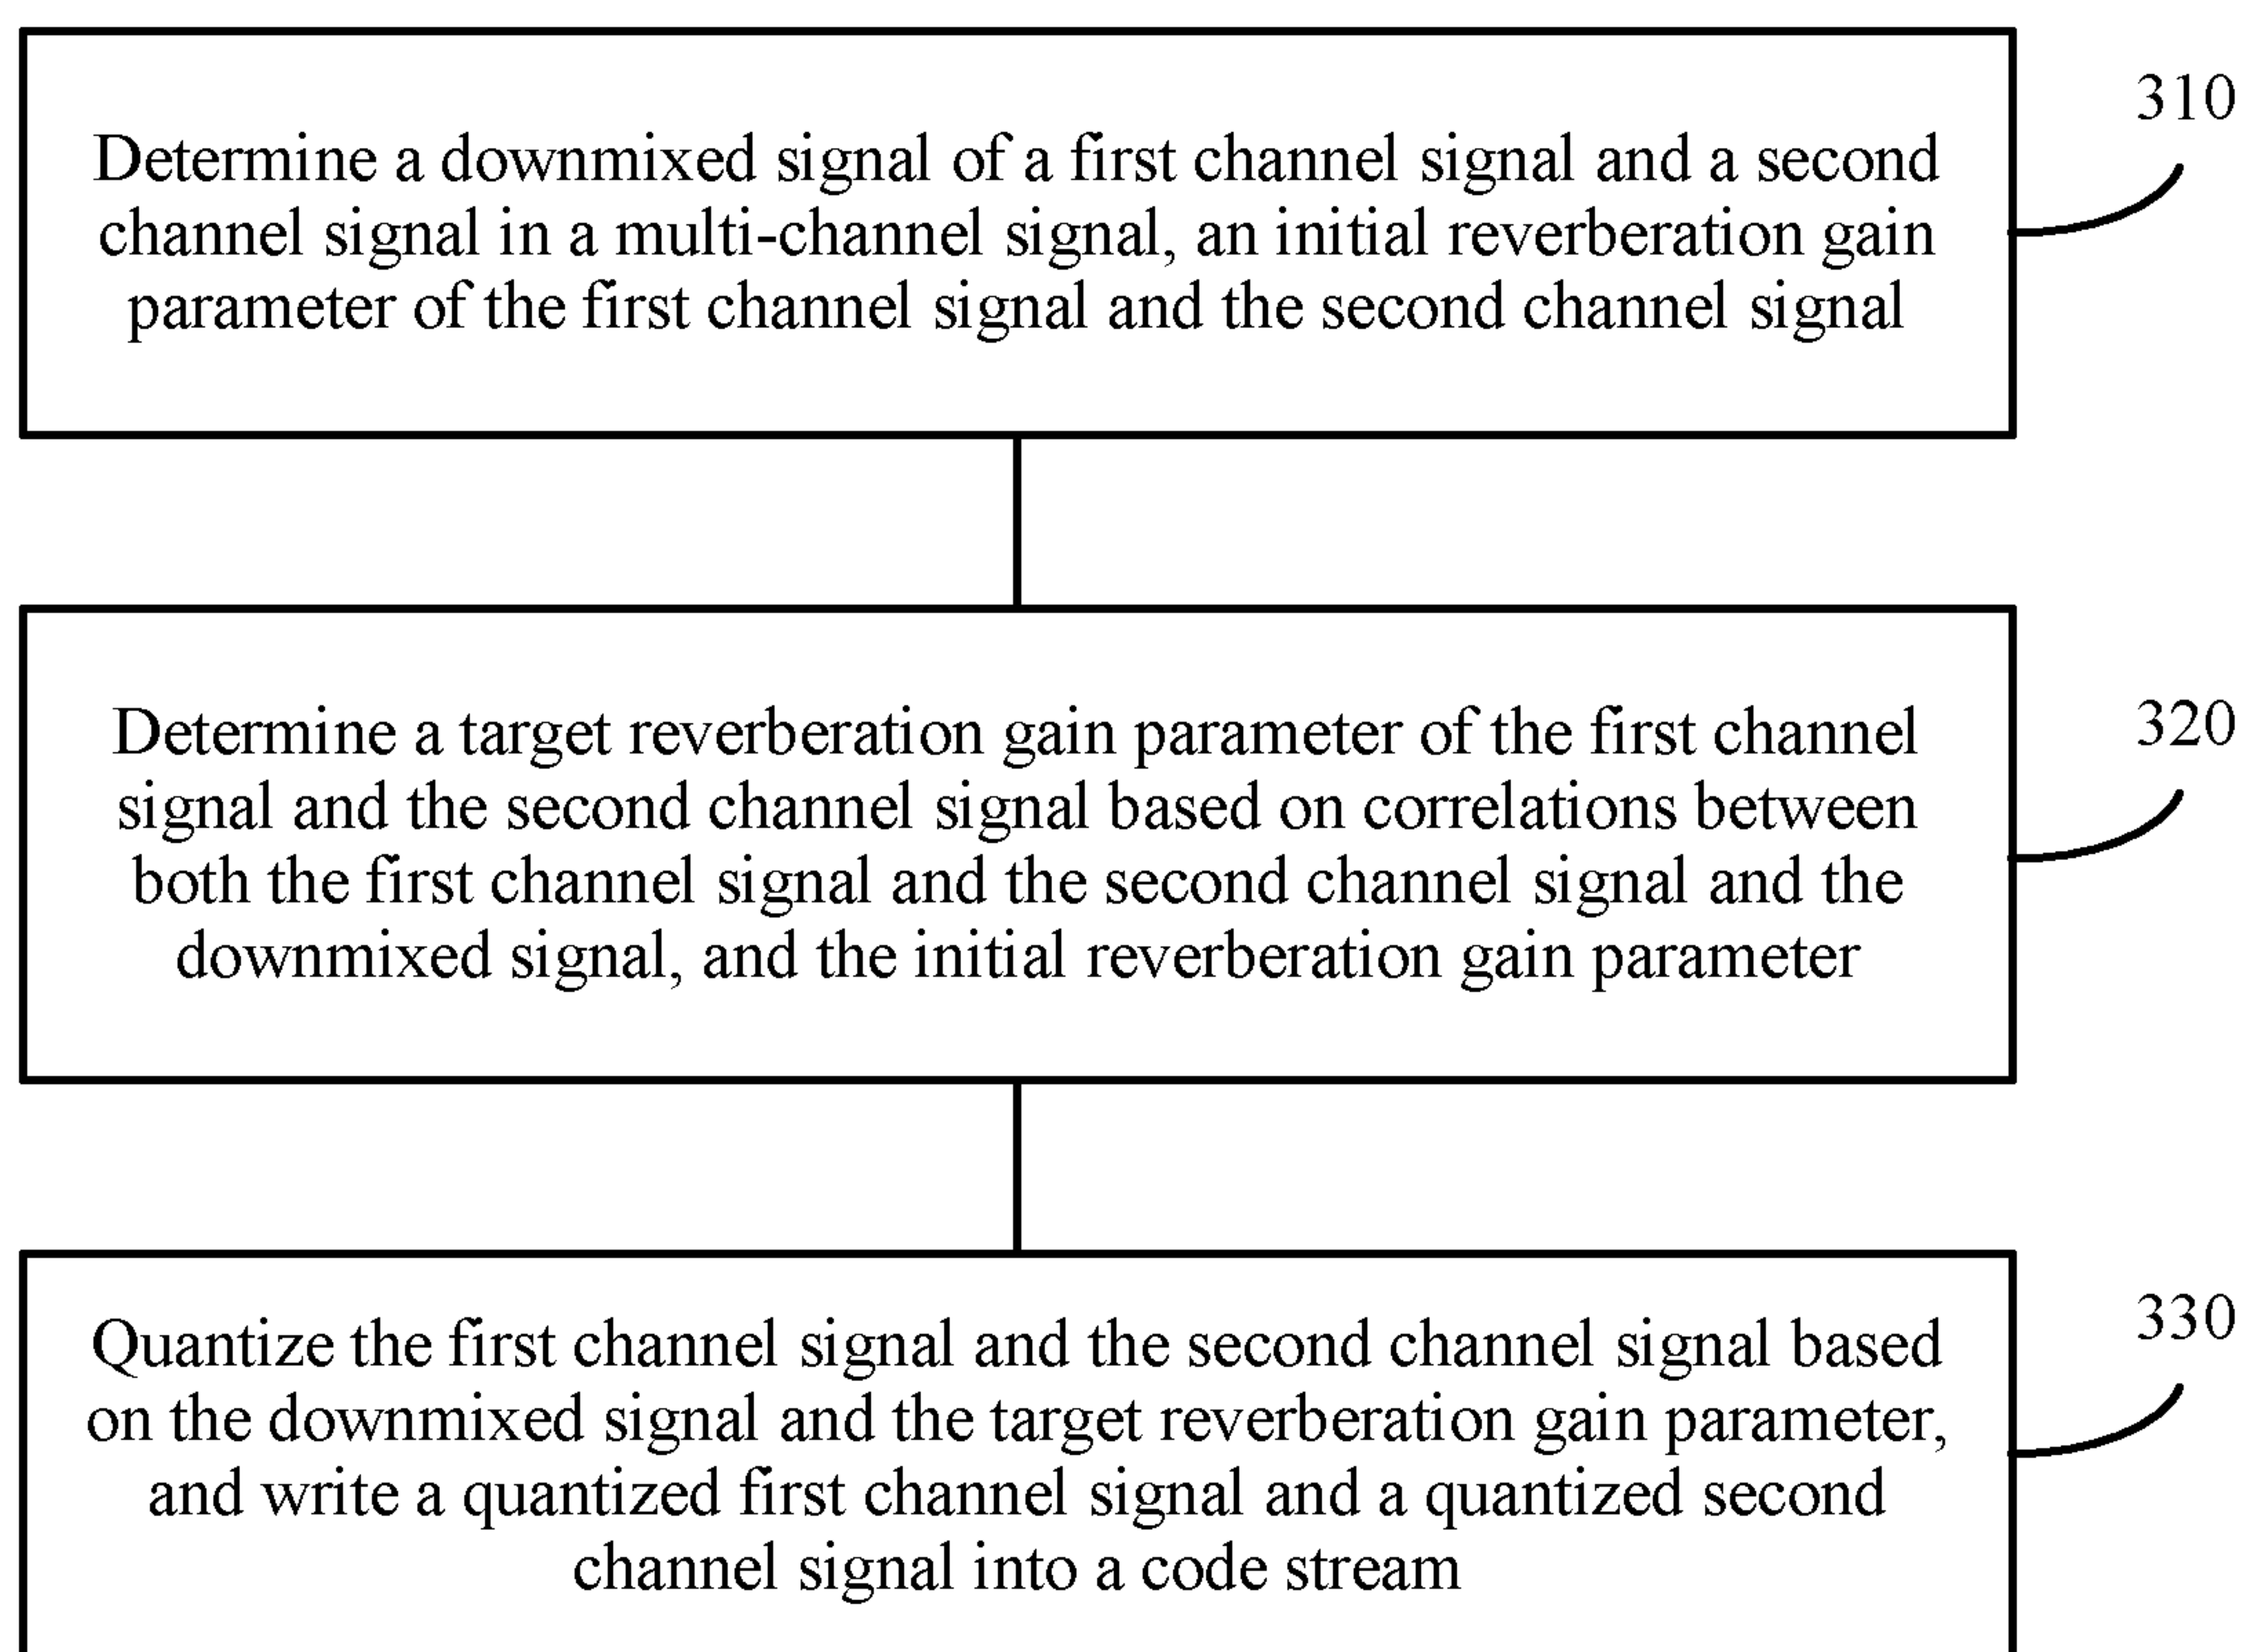 310
Determine a downmixed signal of a first channel signal and a second
channel signal in a multi-channel signal, an initial reverberation gain
parameter of the first channel signal and the second channel signal
320
Determine a target reverberation gain parameter of the first channel
signal and the second channel signal based on correlations between
both the first channel signal and the second channel signal and the
downmixed signal, and the initial reverberation gain parameter
330
Quantize the first channel signal and the second channel signal based
on the downmixed signal and the target reverberation gain parameter,
and write a quantized first channel signal and a quantized second
channel signal into a code stream